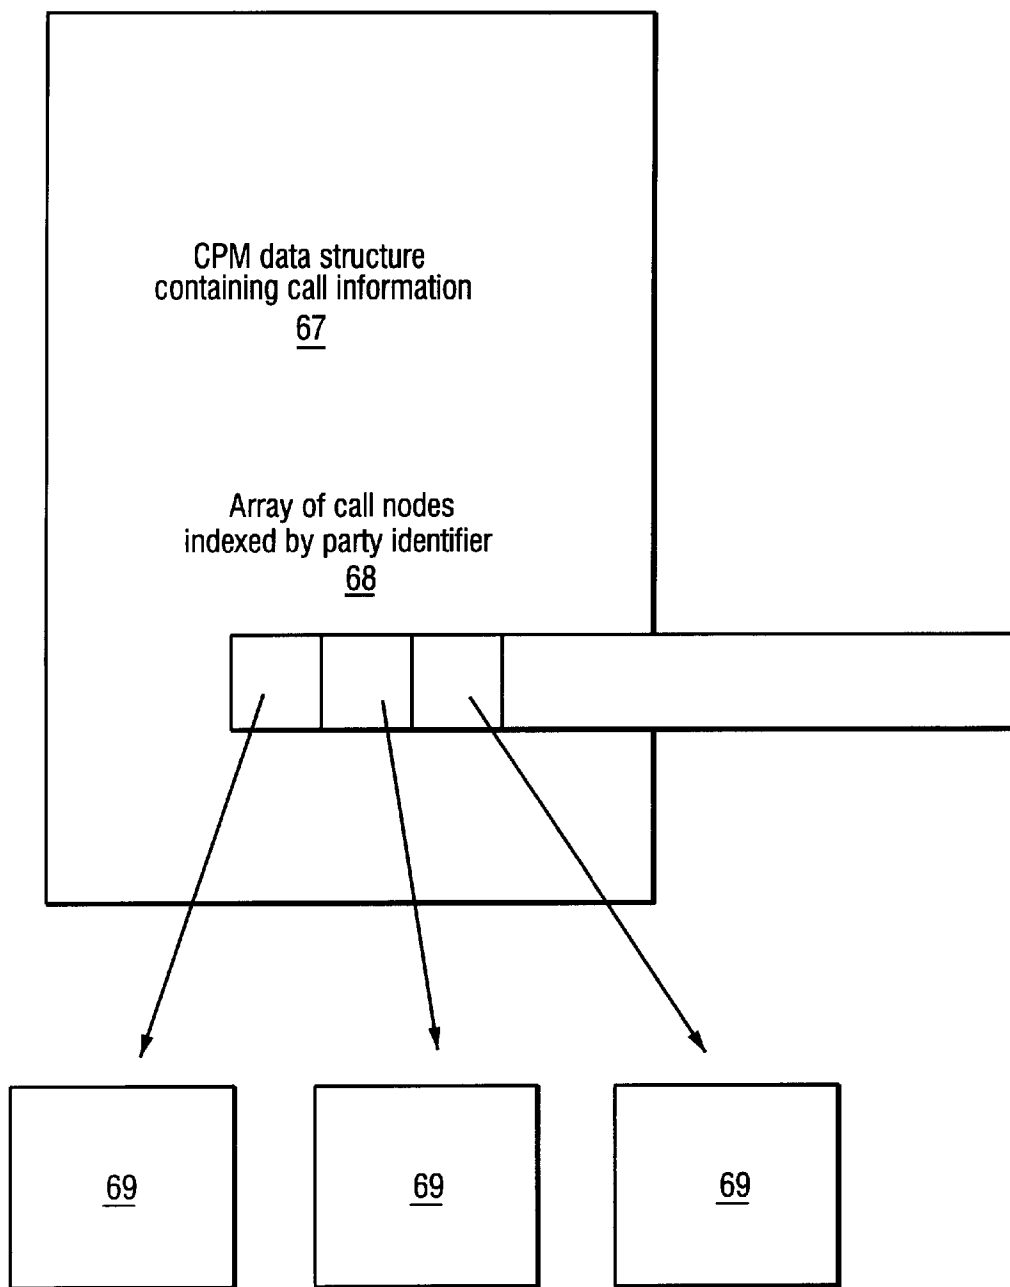 CPM data structure
containing call information
67
Array of call nodes
indexed by party identifier
68
69
69
69